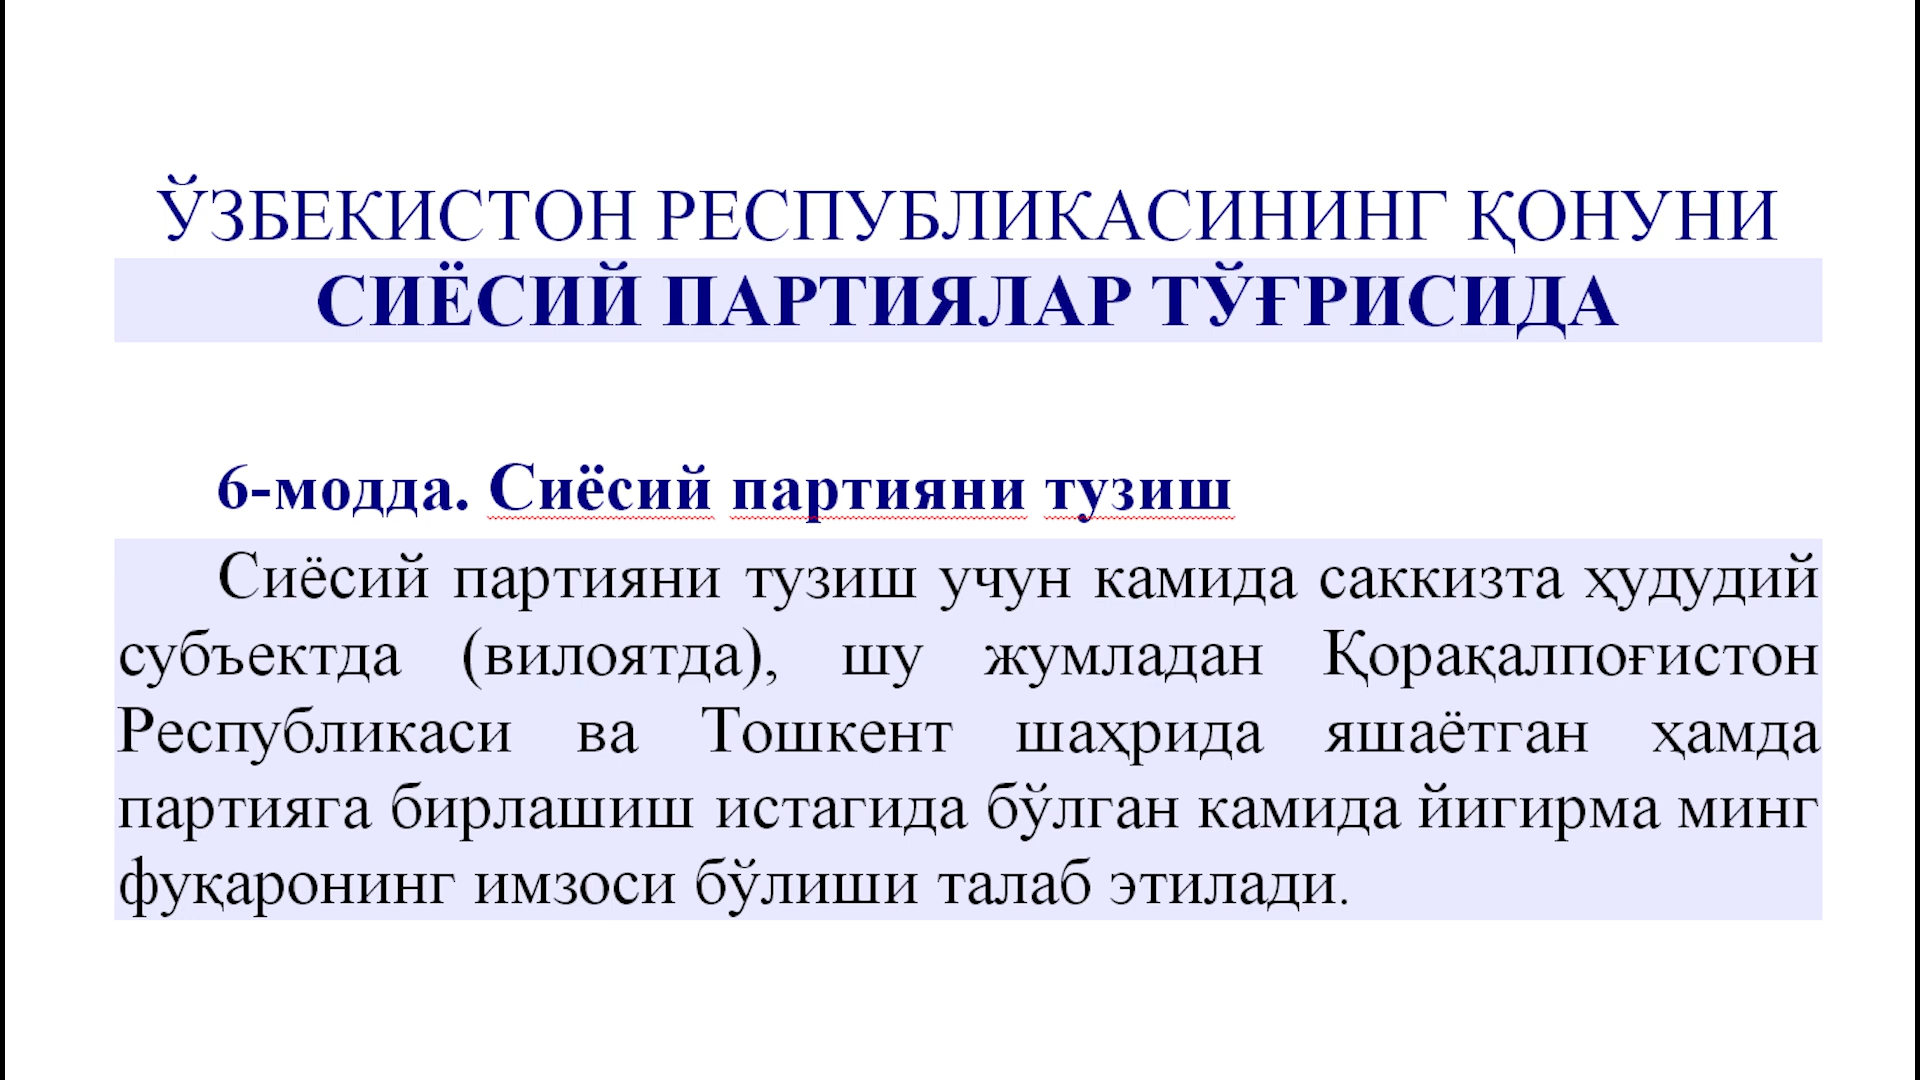 ЎЗБЕКИСТОН РЕСПУБЛИКАСИНИНГ ҚОНУНИ
СИЁСИЙ ПАРТИЯЛАР ТЎҒРИСИДА
6-модда. Сиёсий партияни тузиш
Сиёсий партияни тузиш учун камида саккизта ҳудудий
субъектда (вилоятда), шу жумладан Қорақалпоғистон
Республикаси ва Тошкент шаҳрида яшаётган ҳамда
партияга бирлашиш истагида бўлган камида йигирма минг
фуқаронинг имзоси бўлиши талаб этилади.